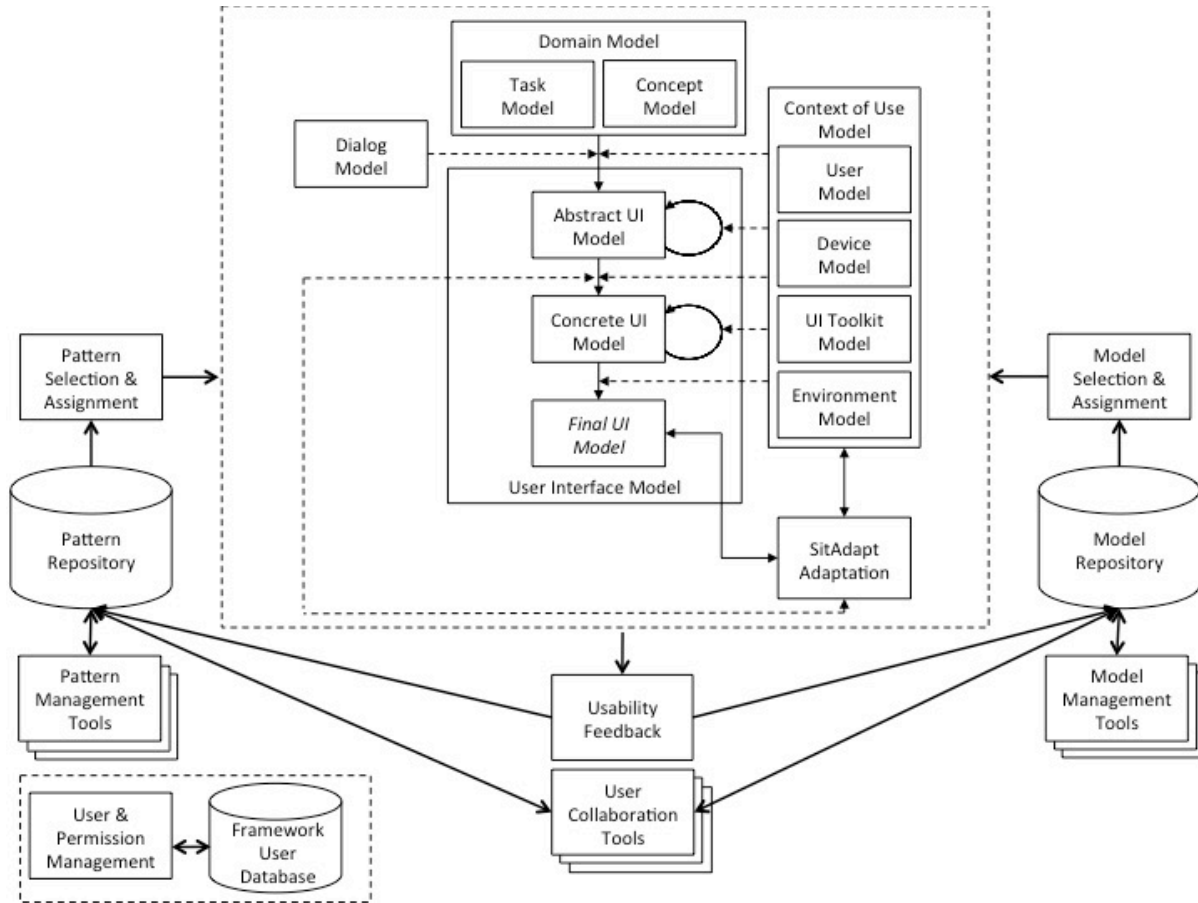 Domain Model
Task
Model
Concept
Model
Context of Use
Model
Dialog
Model
User
Model
Abstract UI
Model
Device
Model
Concrete UI
Model
UI Toolkit
Model
Pattern
Selection &
Assignment
Model
Selection &
Assignment
Environment
Model
Final UI
Model
User Interface Model
Pattern
Repository
SitAdapt
Adaptation
Model
Repository
Pattern
Management
Tools
Usability
Feedback
Model
Management
Tools
User
Collaboration
Tools
User &
Permission
Management
Framework
User
Database